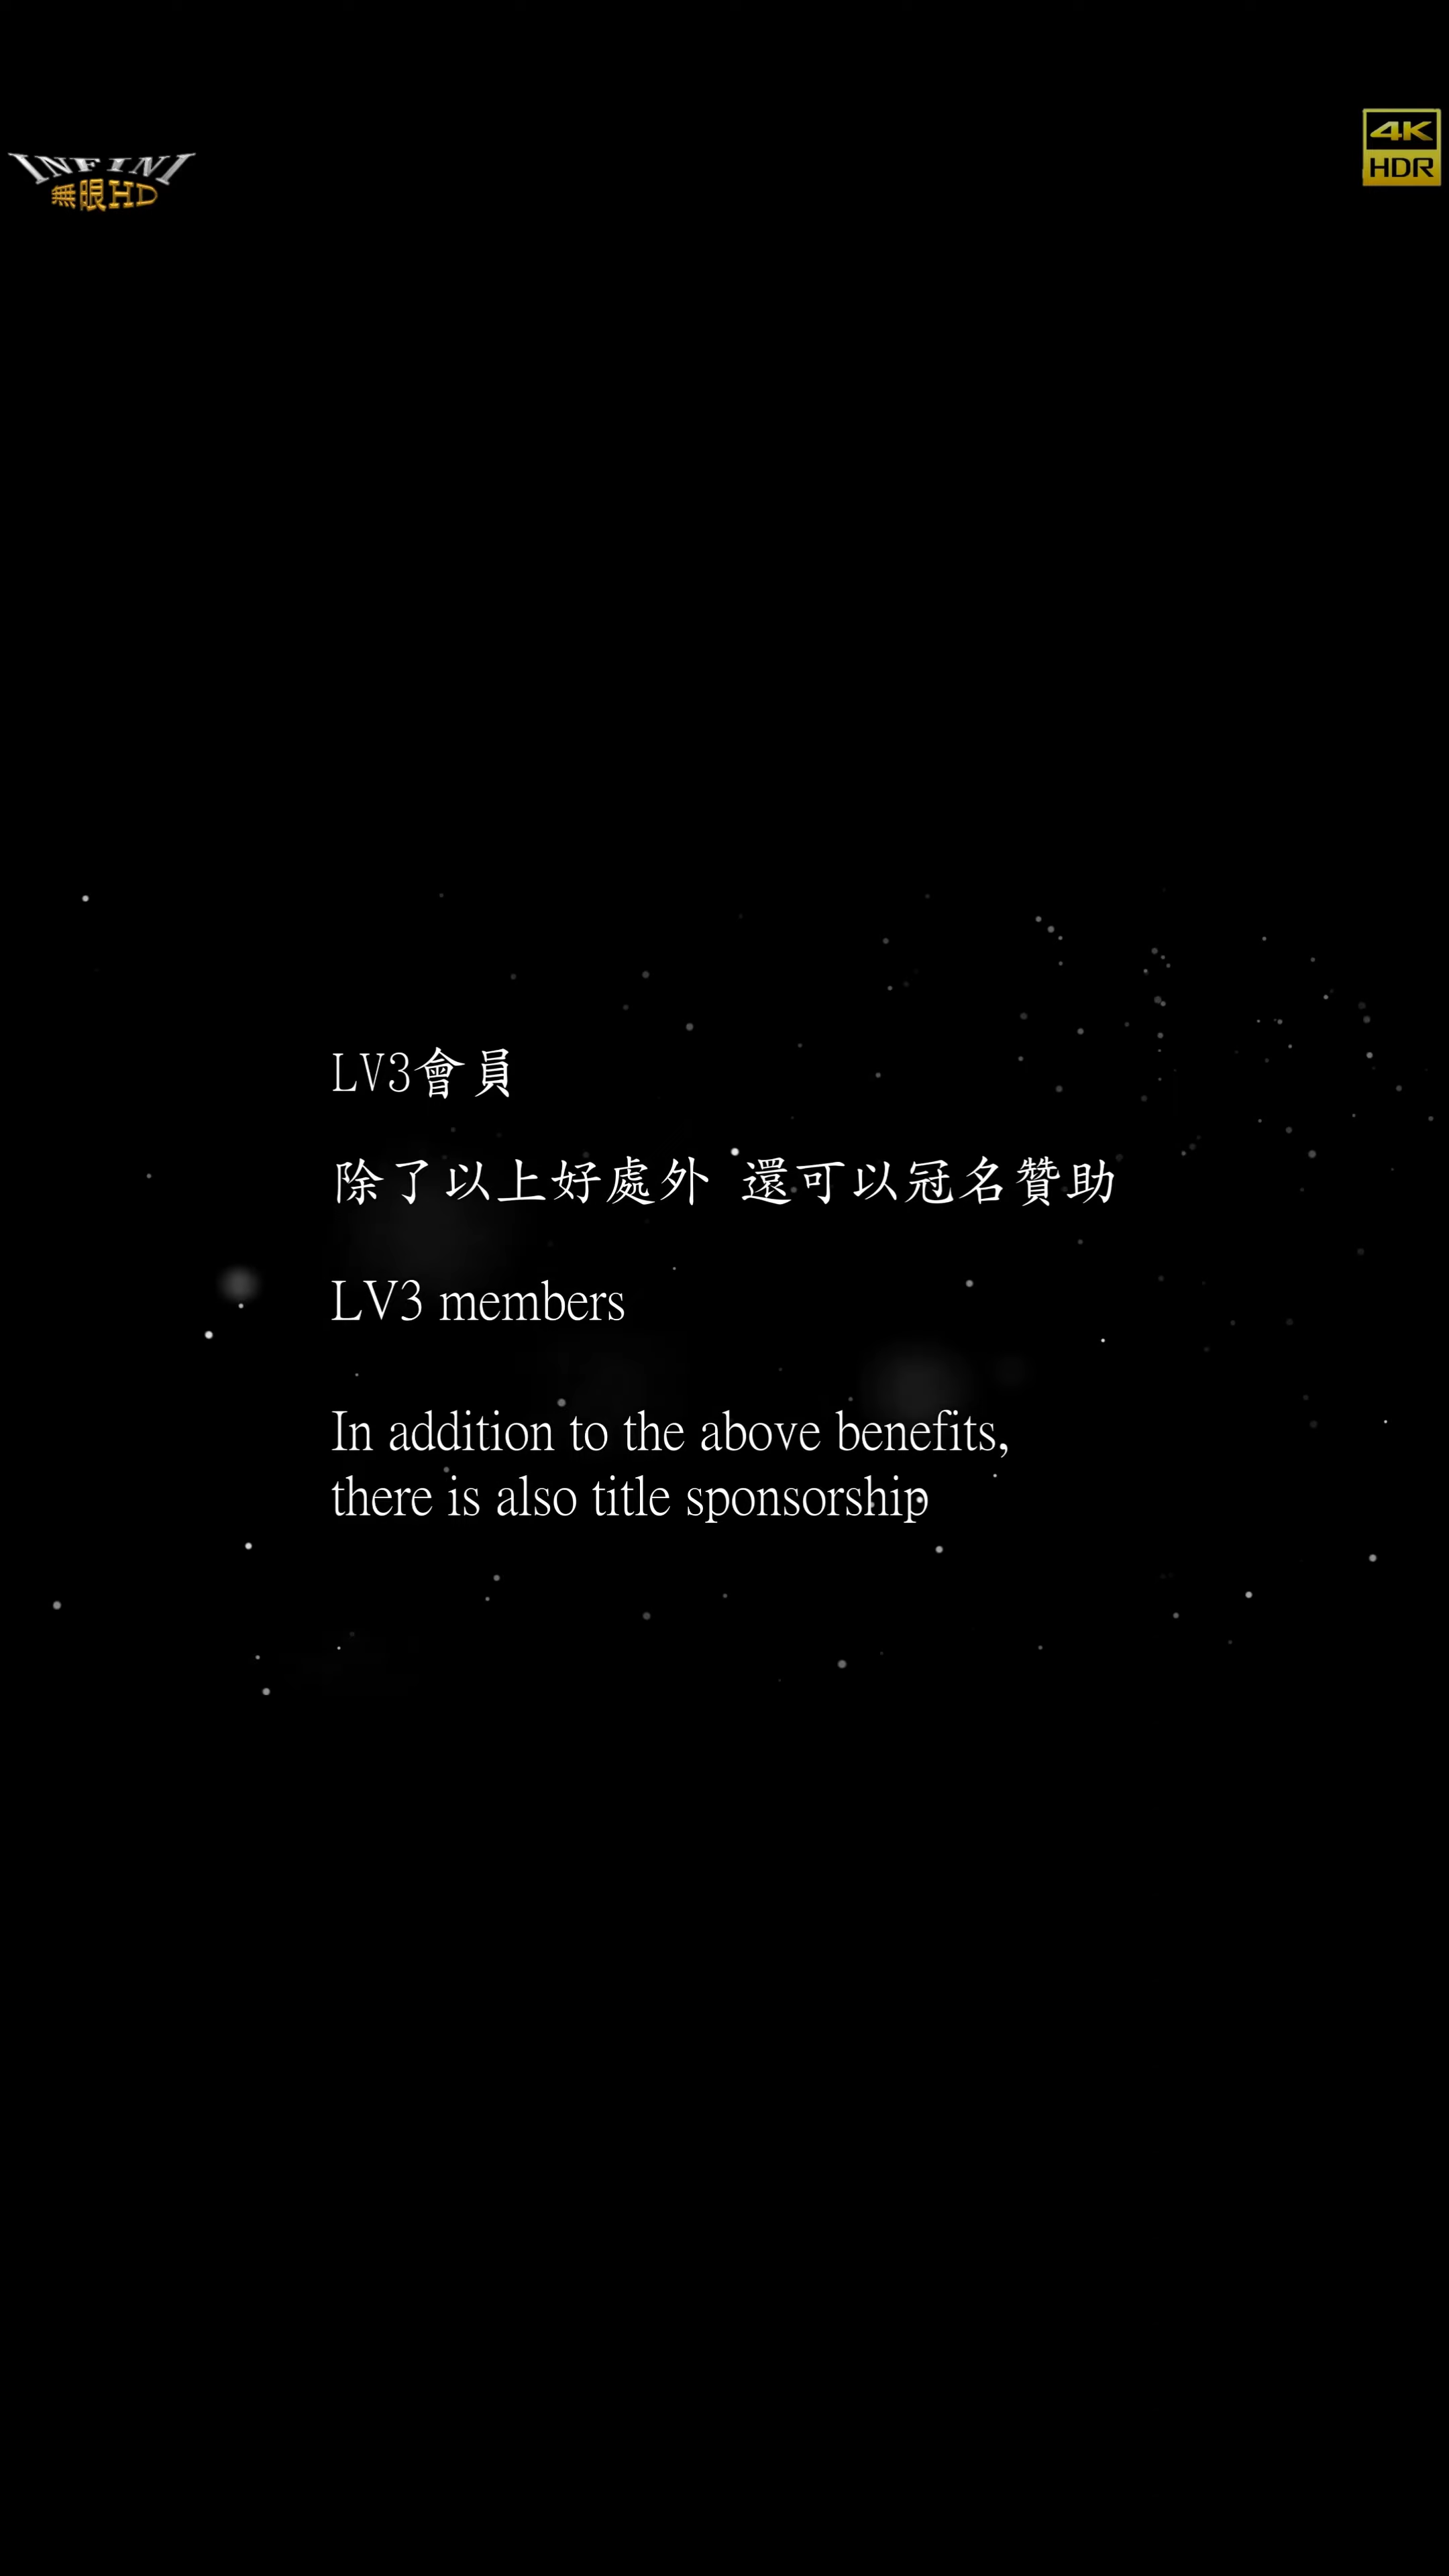 INFINI
無限HD
4K
HDR
LV3會員
除了以上好處外 還可以冠名贊助
LV3 members
In addition to the above benefits,
there is also title sponsorship